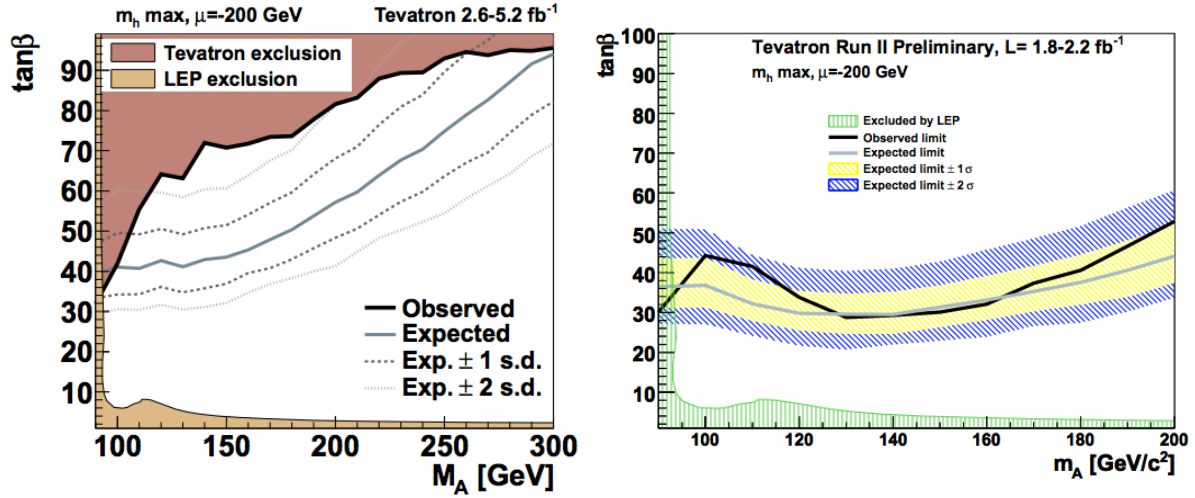 m_h max, μ=-200 GeV Tevatron 2.6-5.2 fb⁻¹
tanβ
Tevatron exclusion
LEP exclusion
90
80
70
60
50
40
30
20
10
Observed
Expected
Exp. ± 1 s.d.
Exp. ± 2 s.d.
100 150 200 250 300
M_A [GeV]
tanβ
100
90
80
70
60
50
40
30
20
10
Tevatron Run II Preliminary, L= 1.8-2.2 fb⁻¹
m_h max, μ=-200 GeV
Excluded by LEP
Observed limit
Expected limit
Expected limit ± 1σ
Expected limit ± 2 σ
100 120 140 160 180 200
m_A [GeV/c²]